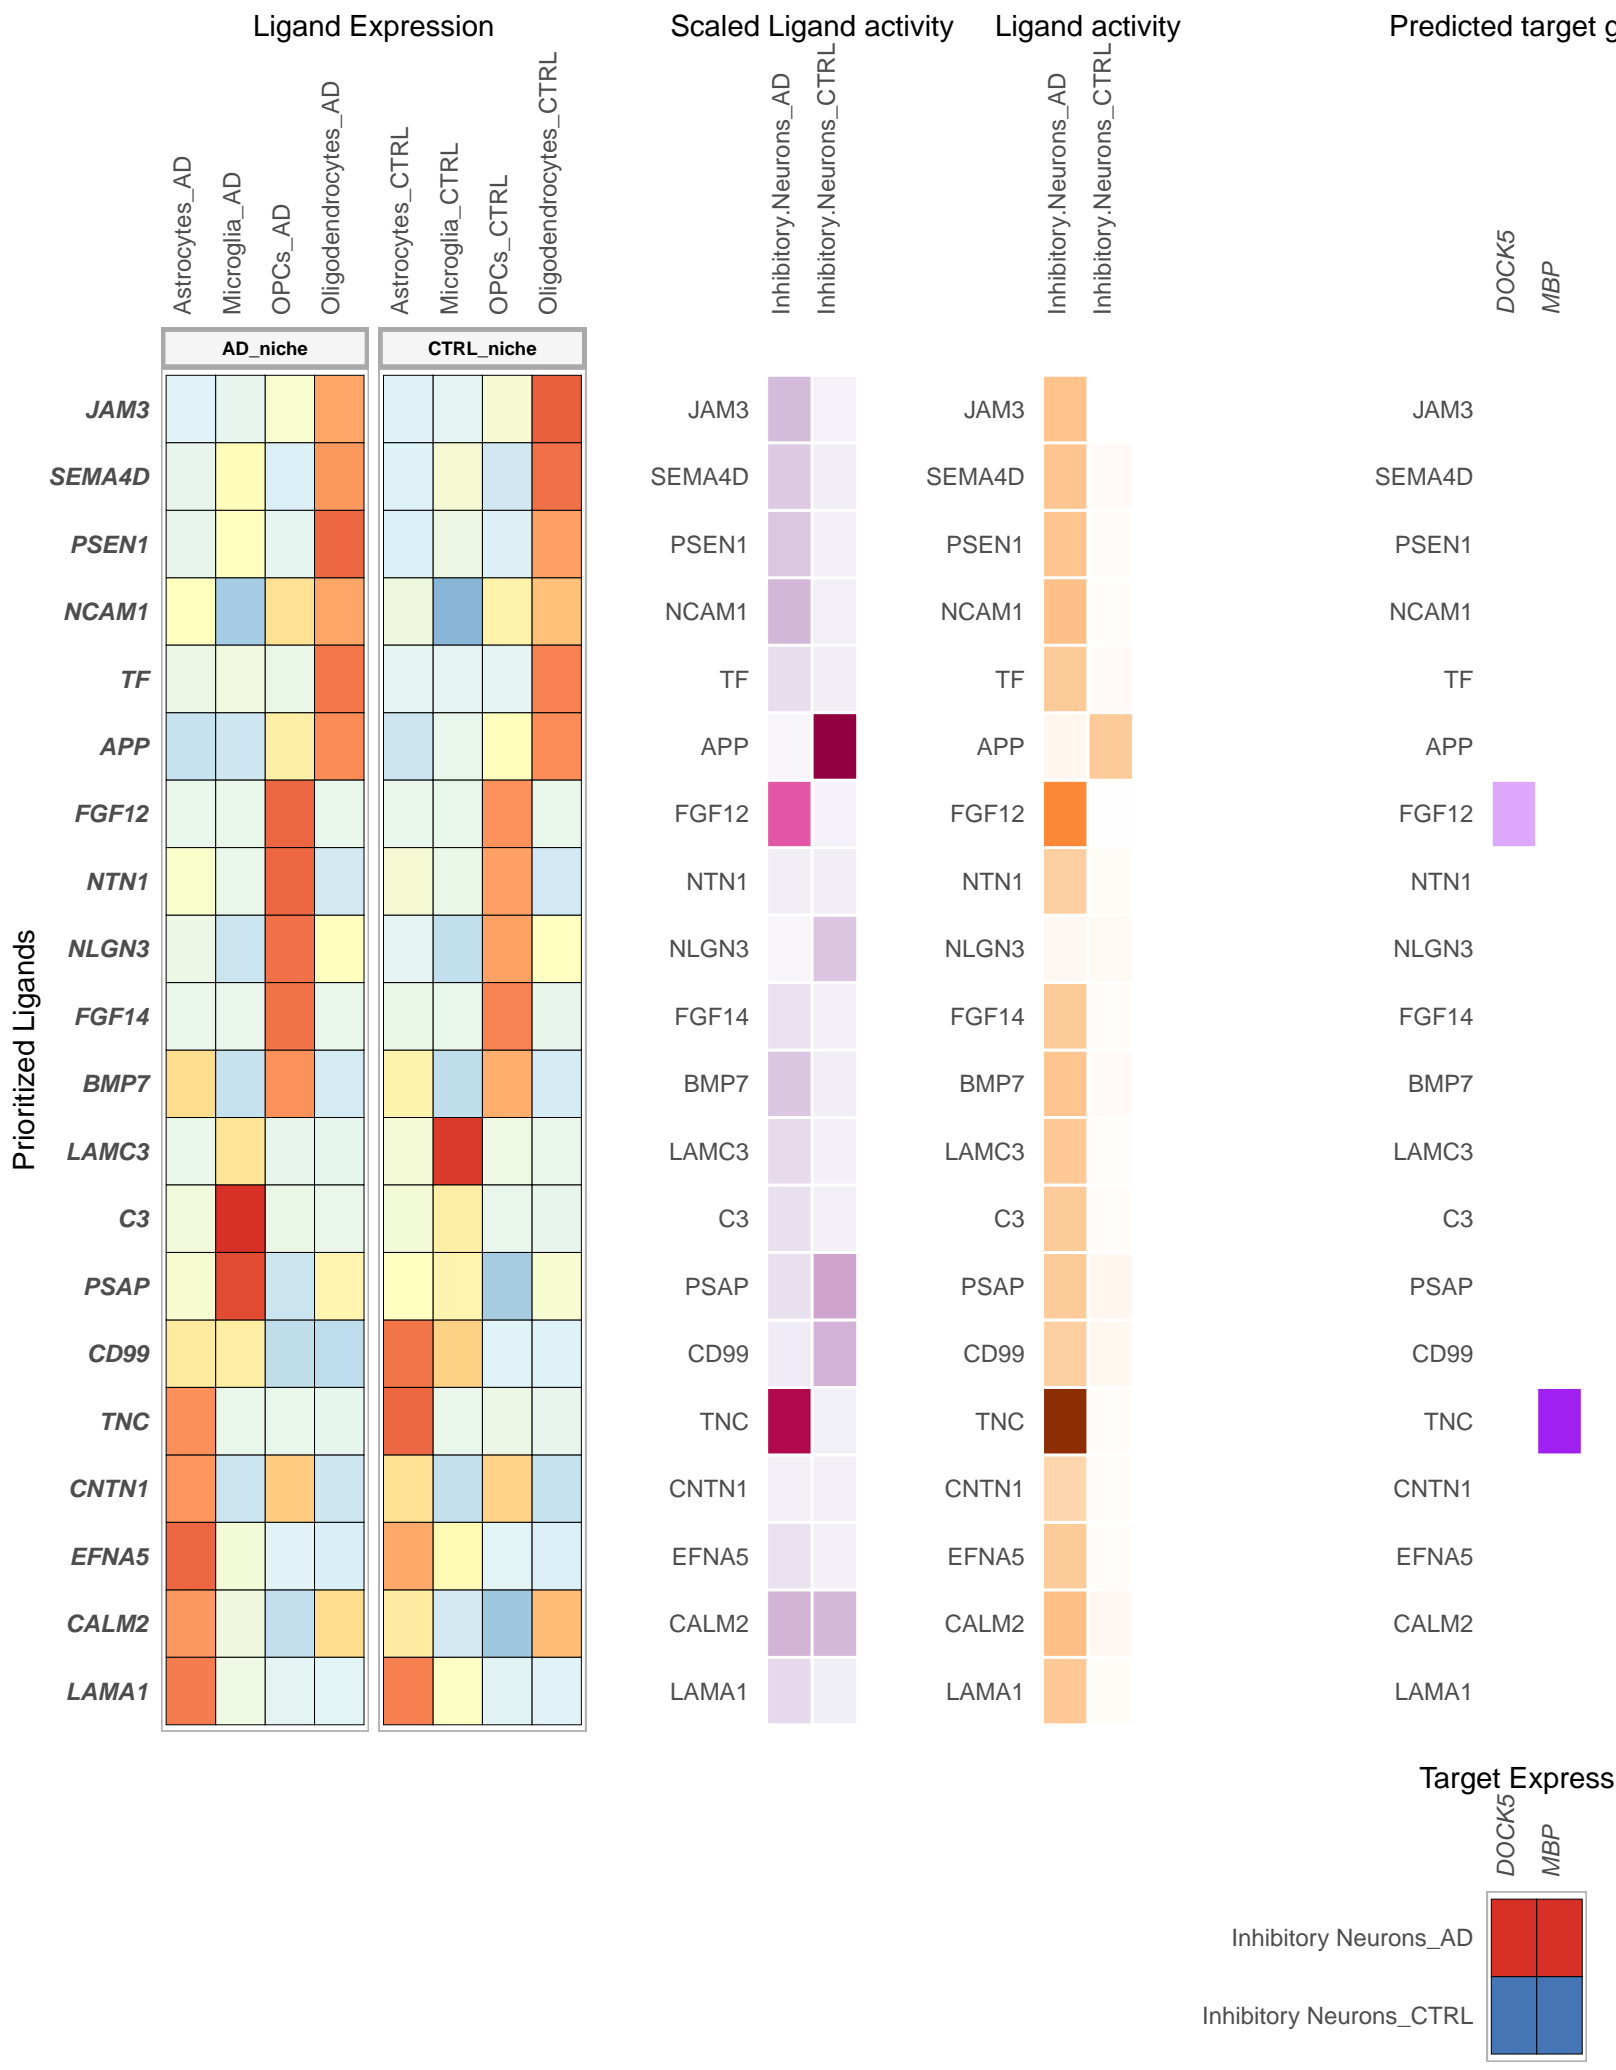 Ligand Expression
Scaled Ligand activity
Ligand activity
Predicted target g
Astrocytes_AD
Microglia_AD
OPCs_AD
Oligodendrocytes_AD
Astrocytes_CTRL
Microglia_CTRL
OPCs_CTRL
Oligodendrocytes_CTRL
Inhibitory.Neurons_AD
Inhibitory.Neurons_CTRL
Inhibitory.Neurons_AD
Inhibitory.Neurons_CTRL
DOCK5
MBP
AD_niche
CTRL_niche
Prioritized Ligands
JAM3 JAM3 JAM3 JAM3
SEMA4D SEMA4D SEMA4D SEMA4D
PSEN1 PSEN1 PSEN1 PSEN1
NCAM1 NCAM1 NCAM1 NCAM1
TF TF TF TF
APP APP APP APP
FGF12 FGF12 FGF12 FGF12
NTN1 NTN1 NTN1 NTN1
NLGN3 NLGN3 NLGN3 NLGN3
FGF14 FGF14 FGF14 FGF14
BMP7 BMP7 BMP7 BMP7
LAMC3 LAMC3 LAMC3 LAMC3
C3 C3 C3 C3
PSAP PSAP PSAP PSAP
CD99 CD99 CD99 CD99
TNC TNC TNC TNC
CNTN1 CNTN1 CNTN1 CNTN1
EFNA5 EFNA5 EFNA5 EFNA5
CALM2 CALM2 CALM2 CALM2
LAMA1 LAMA1 LAMA1 LAMA1
Target Express
DOCK5
MBP
Inhibitory Neurons_AD
Inhibitory Neurons_CTRL